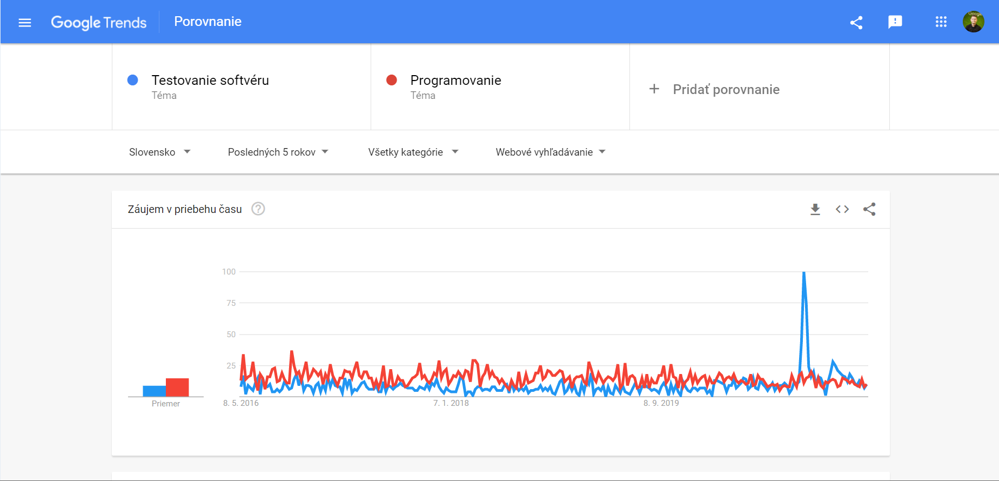 Google Trends
Porovnanie
Testovanie softvéru
Téma
Programovanie
Téma
+ Pridať porovnanie
Slovensko
Posledných 5 rokov
Všetky kategórie
Webové vyhľadávanie
Záujem v priebehu času
?
100
75
50
25
Priemer
8. 5. 2016
7. 1. 2018
8. 9. 2019